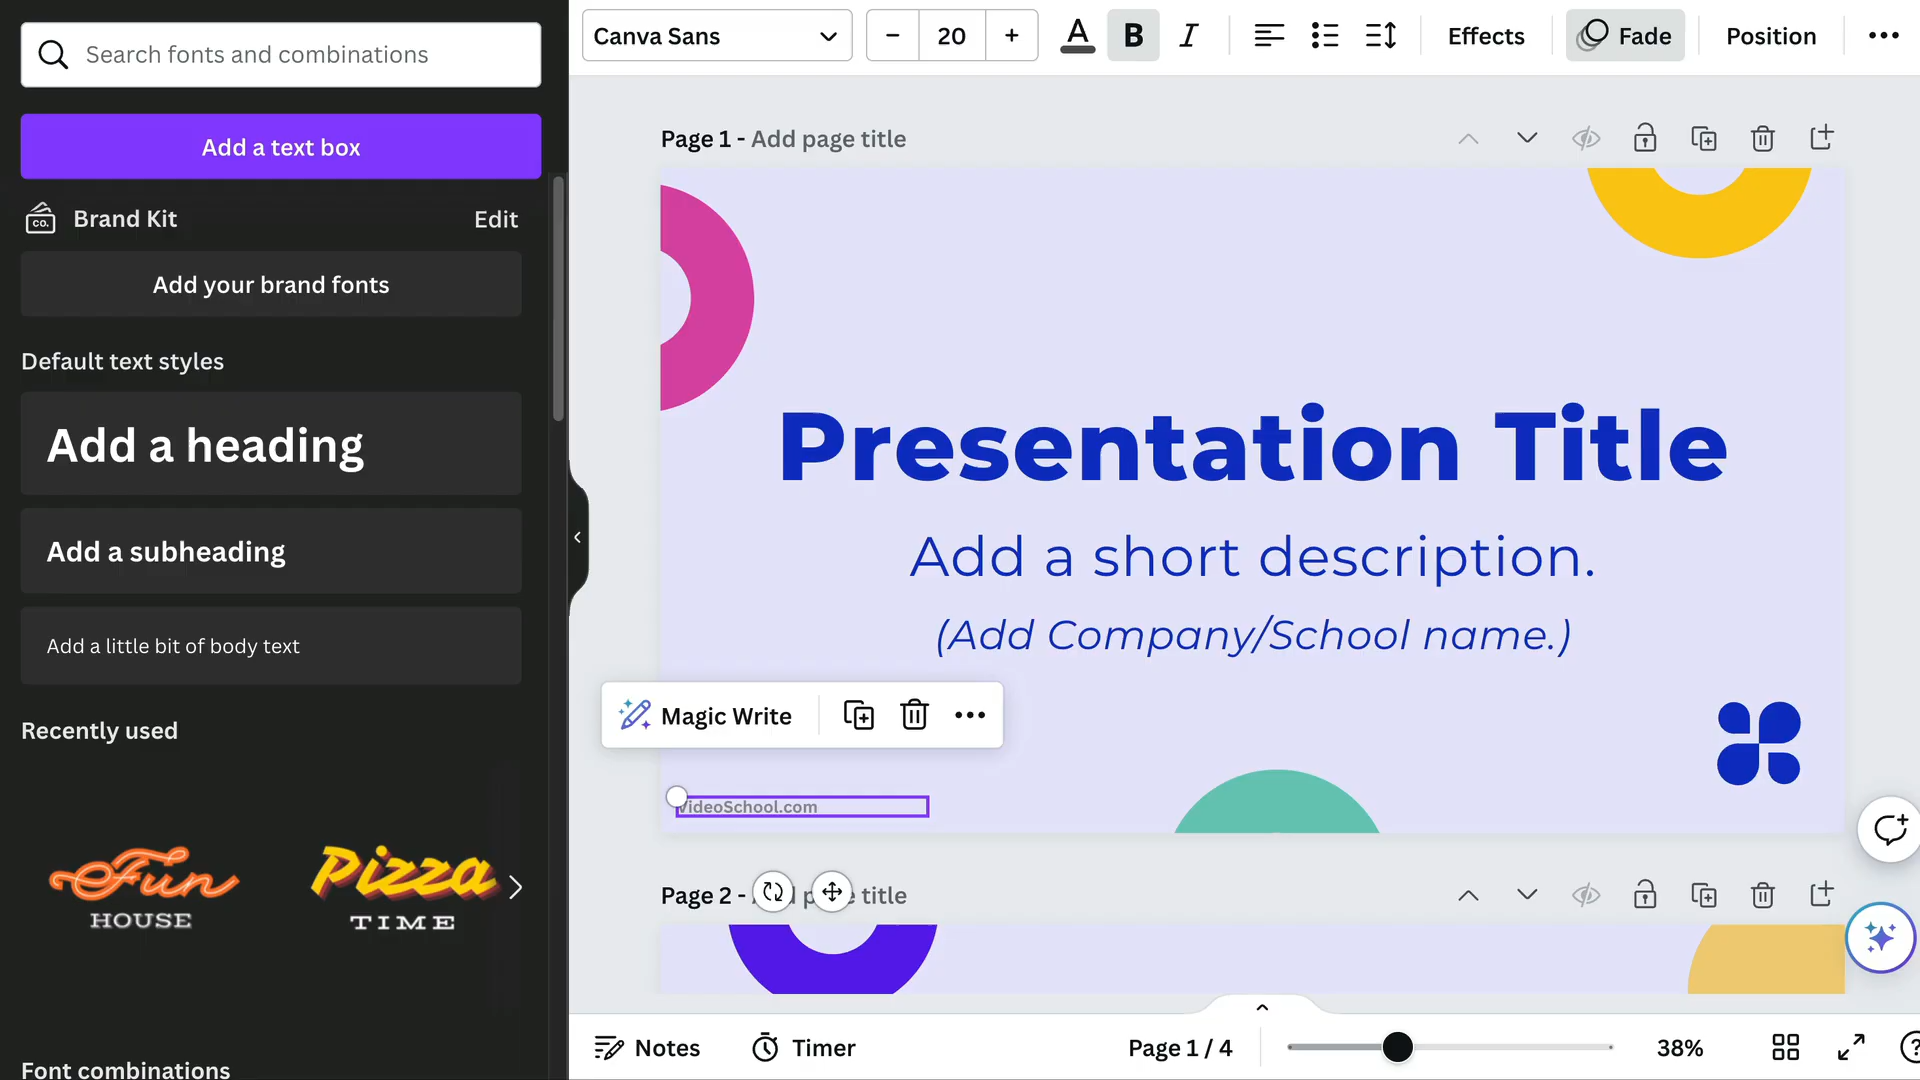 Search fonts and combinations
Canva Sans
20
A
B
I
Effects
Fade
Position
Add a text box
Brand Kit
Edit
co.
Add your brand fonts
Default text styles
Add a heading
Add a subheading
Add a little bit of body text
Recently used
Fun
HOUSE
Pizza
TIME
Font combinations
Page 1 - Add page title
Presentation Title
Add a short description.
(Add Company/School name.)
Magic Write
VideoSchool.com
Page 2 - title
Notes
Timer
Page 1 / 4
38%